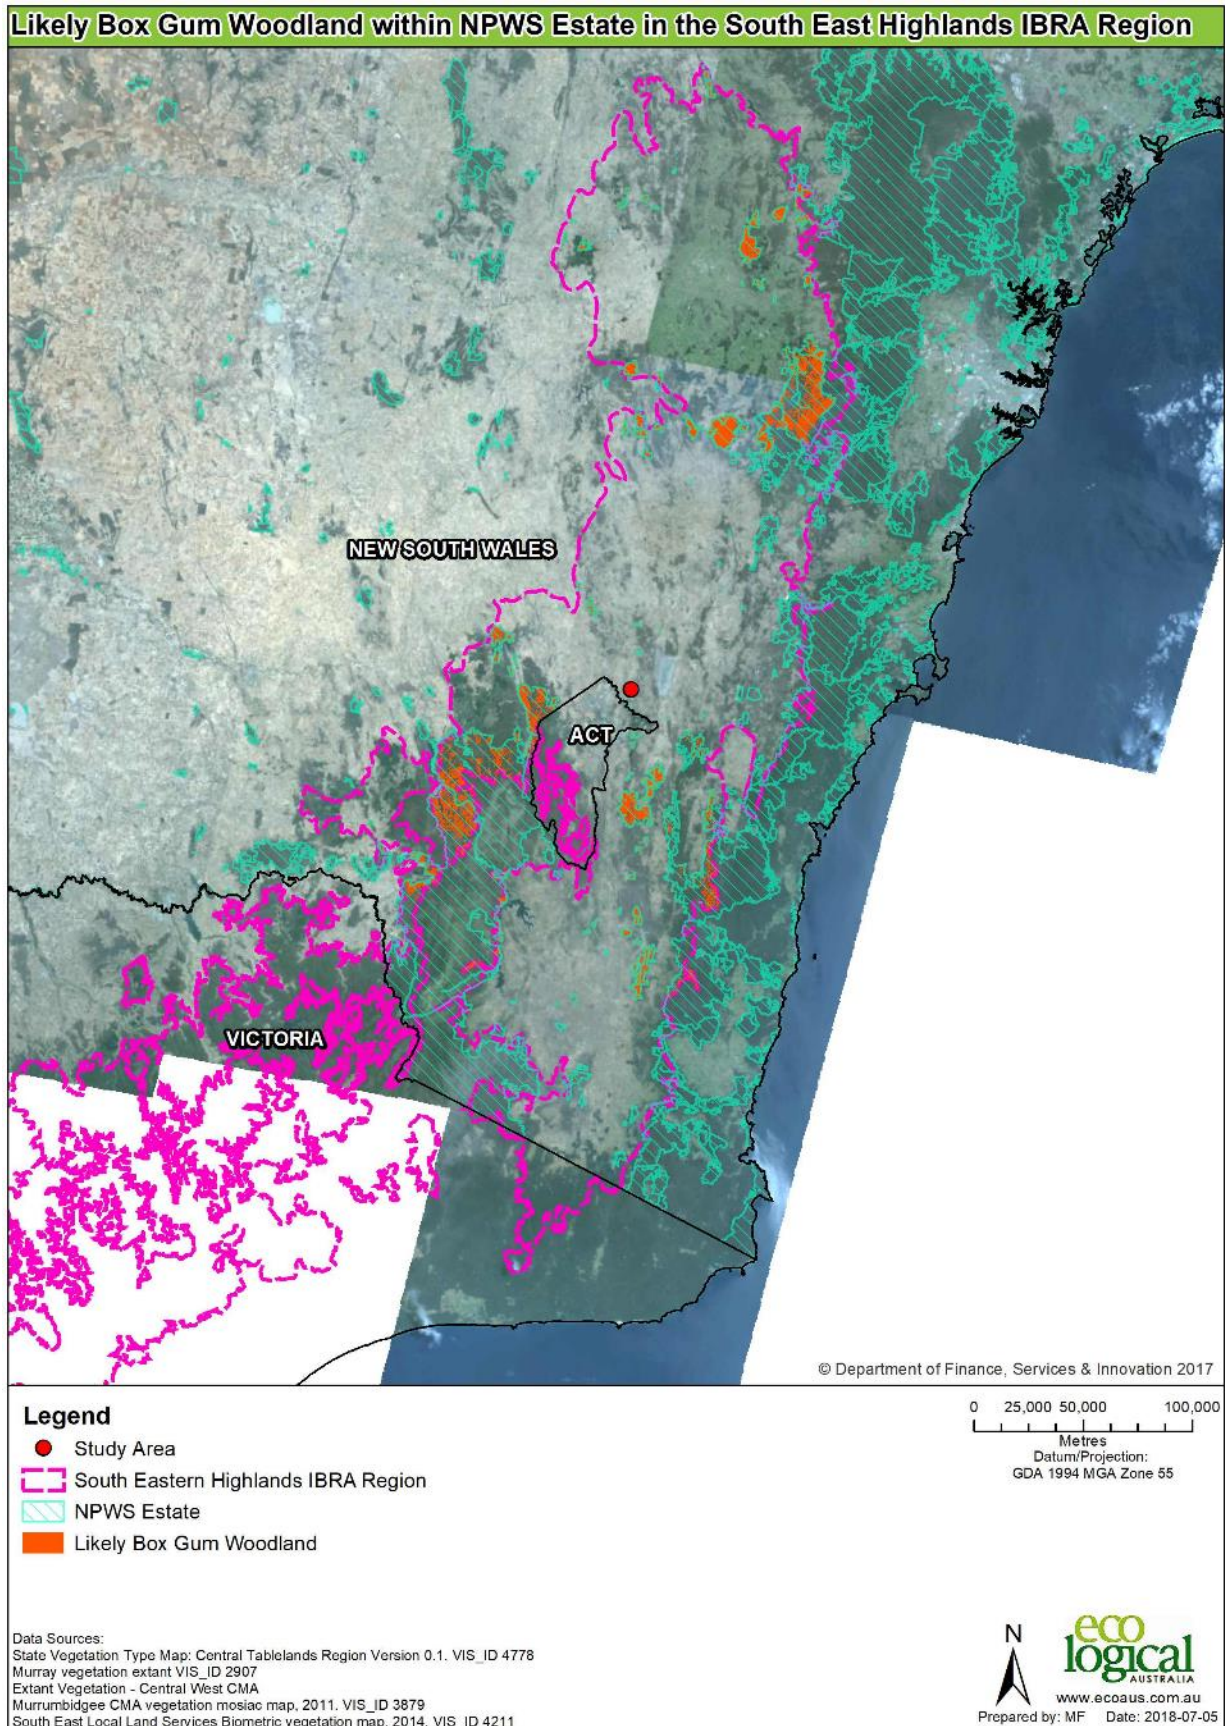 Likely Box Gum Woodland within NPWS Estate in the South East Highlands IBRA Region
NEW SOUTH WALES
ACT
VICTORIA
© Department of Finance, Services & Innovation 2017
Legend
Study Area
South Eastern Highlands IBRA Region
NPWS Estate
Likely Box Gum Woodland
0 25,000 50,000 100,000
Metres
Datum/Projection:
GDA 1994 MGA Zone 55
Data Sources:
State Vegetation Type Map: Central Tablelands Region Version 0.1. VIS_ID 4778
Murray vegetation extant VIS_ID 2907
Extant Vegetation - Central West CMA
Murrumbidgee CMA vegetation mosiac map, 2011. VIS_ID 3879
South East Local Land Services Biometric vegetation map, 2014. VIS_ID 4211
N
eco
logical
AUSTRALIA
www.ecoaus.com.au
Prepared by: MF Date: 2018-07-05